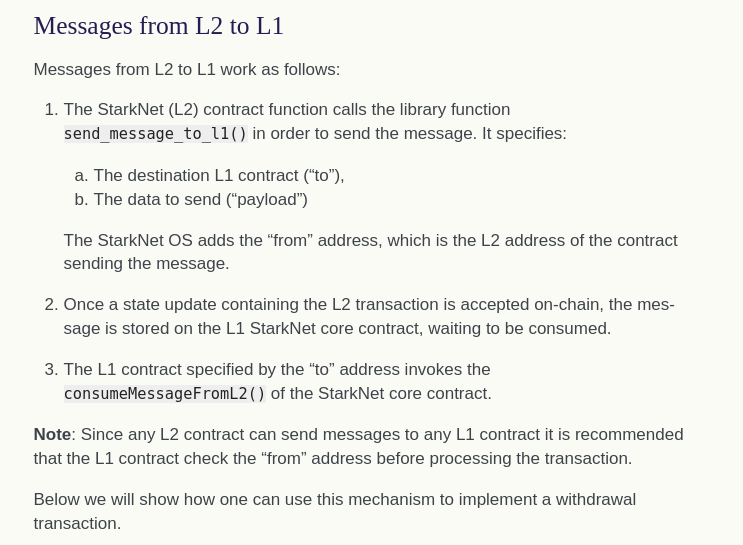 Messages from L2 to L1
Messages from L2 to L1 work as follows:
1. The StarkNet (L2) contract function calls the library function
send_message_to_l1() in order to send the message. It specifies:
a. The destination L1 contract (“to”),
b. The data to send (“payload”)
The StarkNet OS adds the “from” address, which is the L2 address of the contract
sending the message.
2. Once a state update containing the L2 transaction is accepted on-chain, the mes-
sage is stored on the L1 StarkNet core contract, waiting to be consumed.
3. The L1 contract specified by the “to” address invokes the
consumeMessageFromL2() of the StarkNet core contract.
Note: Since any L2 contract can send messages to any L1 contract it is recommended
that the L1 contract check the “from” address before processing the transaction.
Below we will show how one can use this mechanism to implement a withdrawal
transaction.